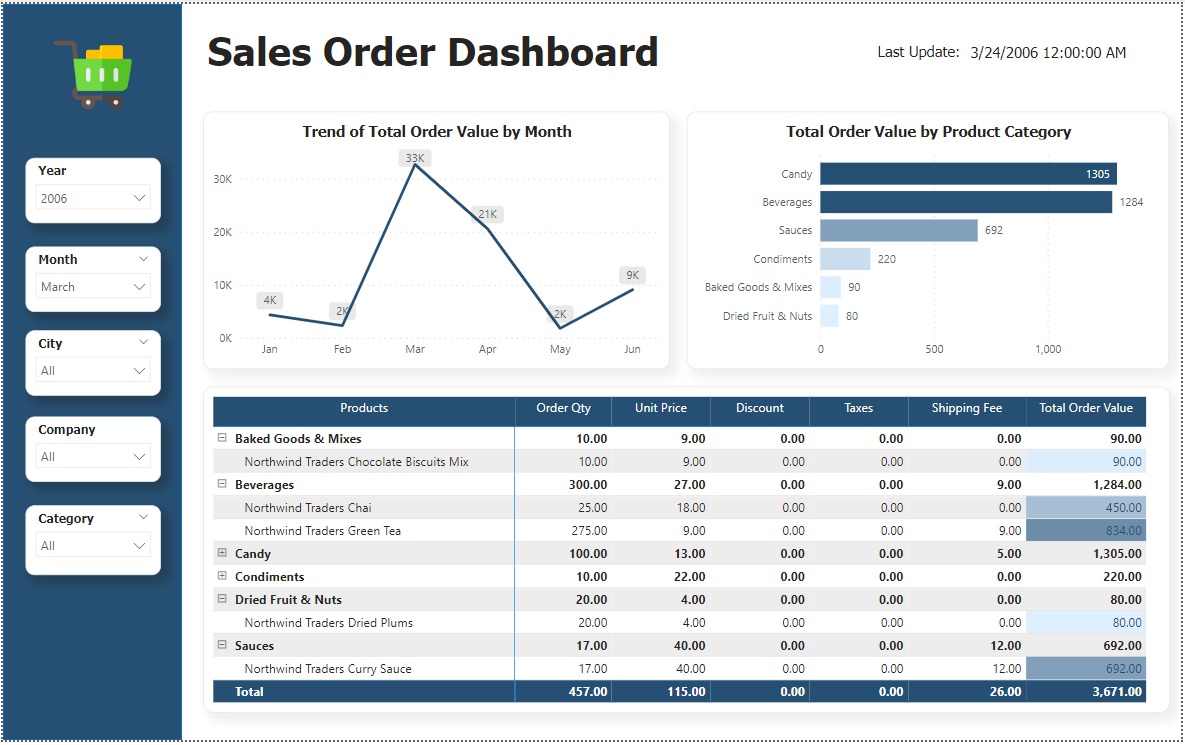 Sales Order Dashboard
Last Update: 3/24/2006 12:00:00 AM
Year
2006
Month
March
City
All
Company
All
Category
All
Trend of Total Order Value by Month
30K
20K
10K
0K
4K
2K
33K
21K
2K
9K
Jan Feb Mar Apr May Jun
Total Order Value by Product Category
Candy 1305
Beverages 1284
Sauces 692
Condiments 220
Baked Goods & Mixes 90
Dried Fruit & Nuts 80
0 500 1,000
Products Order Qty Unit Price Discount Taxes Shipping Fee Total Order Value
Baked Goods & Mixes 10.00 9.00 0.00 0.00 0.00 90.00
Northwind Traders Chocolate Biscuits Mix 10.00 9.00 0.00 0.00 0.00 90.00
Beverages 300.00 27.00 0.00 0.00 9.00 1,284.00
Northwind Traders Chai 25.00 18.00 0.00 0.00 0.00 450.00
Northwind Traders Green Tea 275.00 9.00 0.00 0.00 9.00 834.00
Candy 100.00 13.00 0.00 0.00 5.00 1,305.00
Condiments 10.00 22.00 0.00 0.00 0.00 220.00
Dried Fruit & Nuts 20.00 4.00 0.00 0.00 0.00 80.00
Northwind Traders Dried Plums 20.00 4.00 0.00 0.00 0.00 80.00
Sauces 17.00 40.00 0.00 0.00 12.00 692.00
Northwind Traders Curry Sauce 17.00 40.00 0.00 0.00 12.00 692.00
Total 457.00 115.00 0.00 0.00 26.00 3,671.00